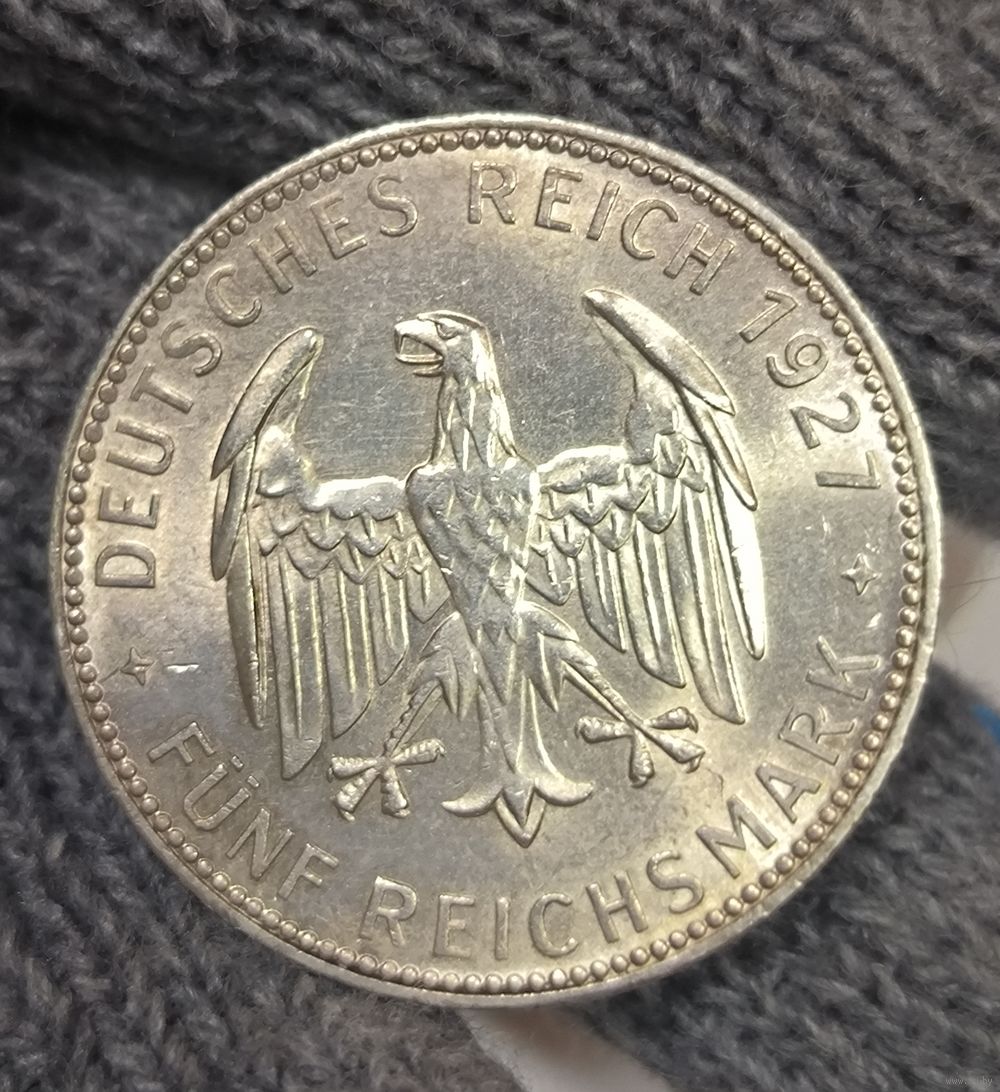 DEUTSCHES REICH 1927
FÜNF REICHSMARK